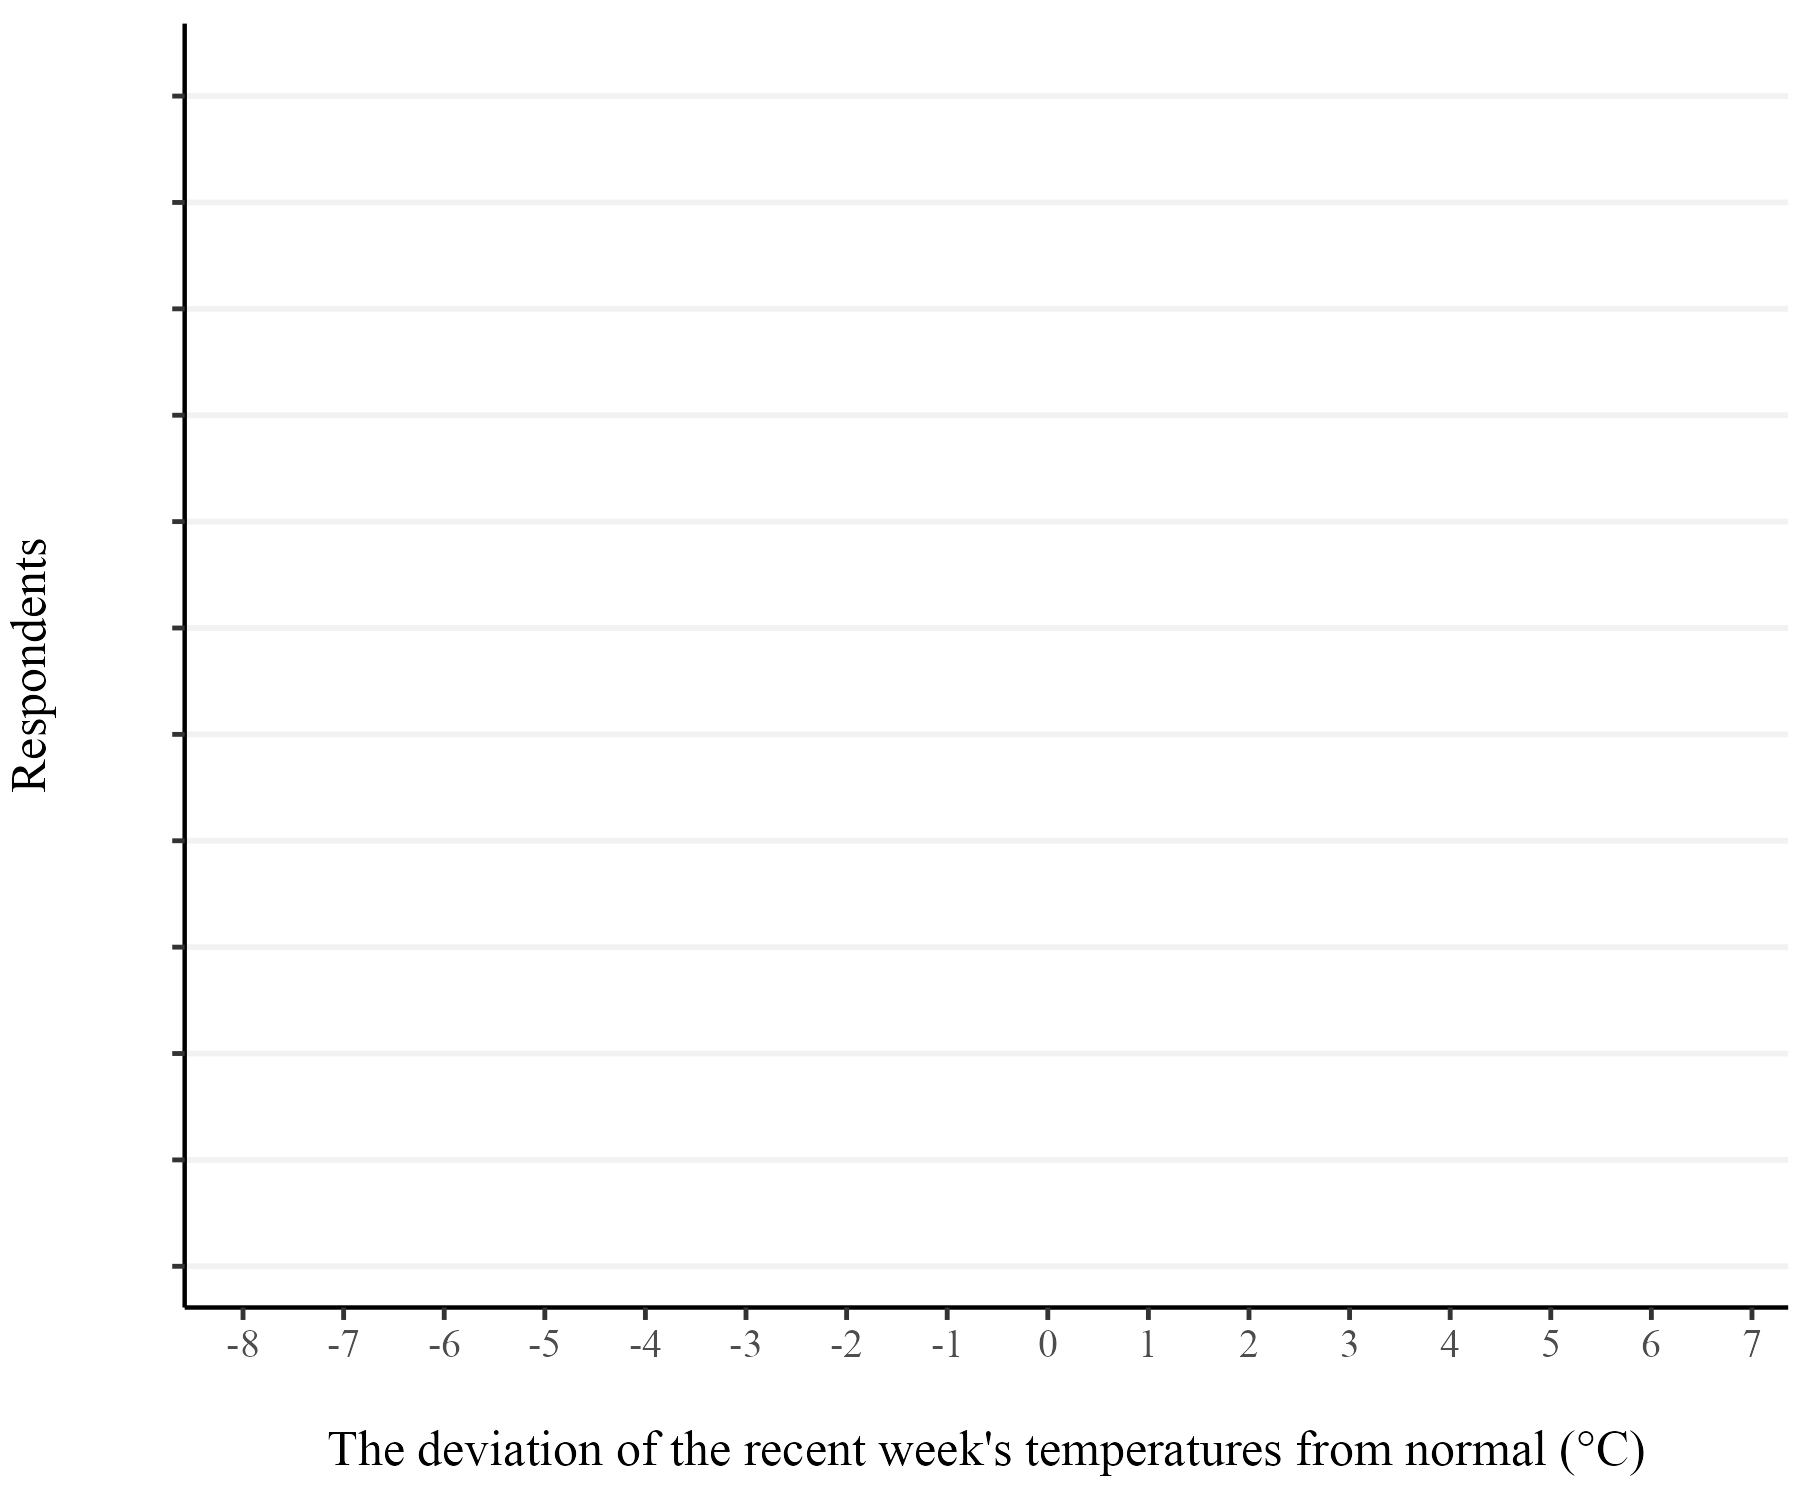 Respondents
-8 -7 -6 -5 -4 -3 -2 -1 0 1 2 3 4 5 6 7
The deviation of the recent week's temperatures from normal (°C)